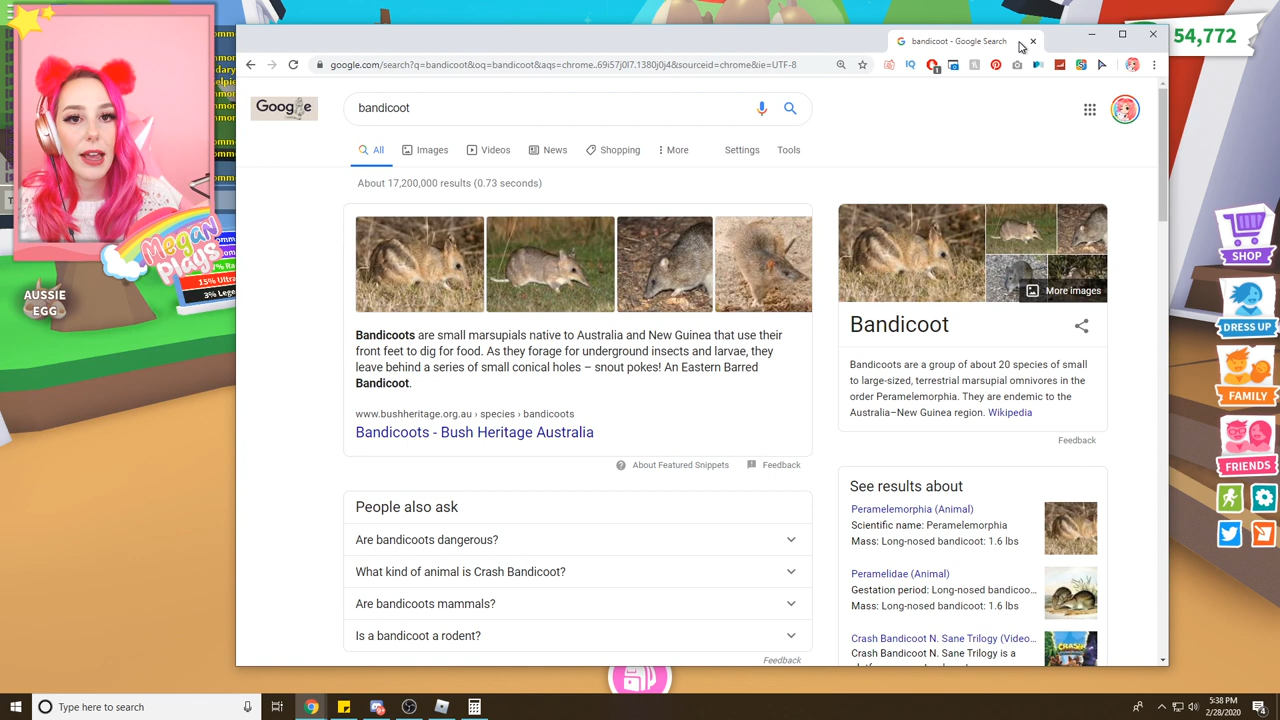 bandicoot - Google Search
54,772
google.com/search?q=bandicoot&oq=bandicoot&aqs=chrome..69i57j0l7.1380j0j4&sourceid=chrome&ie=UTF-8
Google
bandicoot
All
Images
Videos
News
Shopping
More
Settings
Tools
About 17,200,000 results (0.73 seconds)
Megan
Plays
15% Ultra
3% Lege
AUSSIE
EGG
Bandicoots are small marsupials native to Australia and New Guinea that use their
front feet to dig for food. As they forage for underground insects and larvae, they
leave behind a series of small conical holes – snout pokes! An Eastern Barred
Bandicoot.
www.bushheritage.org.au › species › bandicoots
Bandicoots - Bush Heritage Australia
About Featured Snippets
Feedback
People also ask
Are bandicoots dangerous?
What kind of animal is Crash Bandicoot?
Are bandicoots mammals?
Is a bandicoot a rodent?
Feedback
More images
Bandicoot
Bandicoots are a group of about 20 species of small
to large-sized, terrestrial marsupial omnivores in the
order Peramelemorphia. They are endemic to the
Australia–New Guinea region. Wikipedia
Feedback
See results about
Peramelemorphia (Animal)
Scientific name: Peramelemorphia
Mass: Long-nosed bandicoot: 1.6 lbs
Peramelidae (Animal)
Gestation period: Long-nosed bandicoo...
Mass: Long-nosed bandicoot: 1.6 lbs
Crash Bandicoot N. Sane Trilogy (Video...
Crash Bandicoot N. Sane Trilogy is a
SHOP
DRESS UP
FAMILY
FRIENDS
Type here to search
5:38 PM
2/28/2020